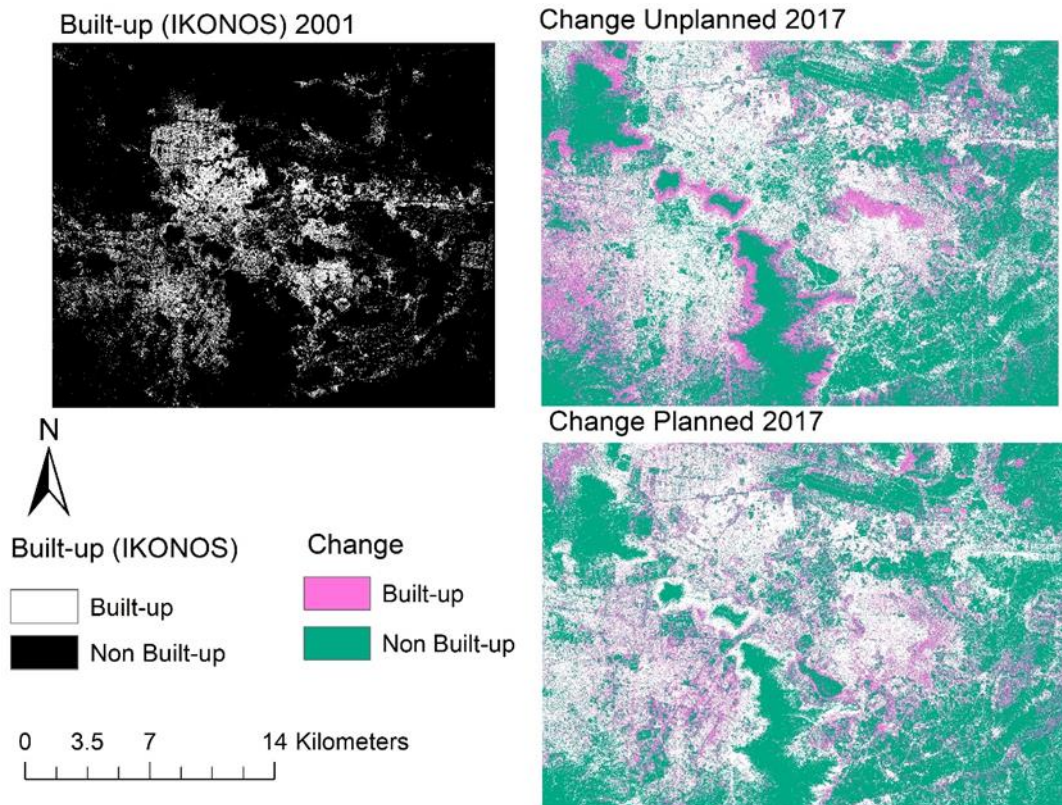 Built-up (IKONOS) 2001
Change Unplanned 2017
Change Planned 2017
N
Built-up (IKONOS)
Built-up
Non Built-up
Change
Built-up
Non Built-up
0 3.5 7 14 Kilometers